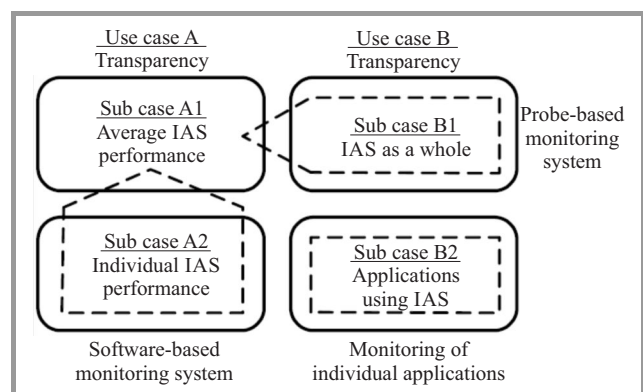 Use case A
Transparency
Use case B
Transparency
Sub case A1
Average IAS
performance
Sub case B1
IAS as a whole
Probe-based
monitoring
system
Sub case A2
Individual IAS
performance
Sub case B2
Applications
using IAS
Software-based
monitoring system
Monitoring of
individual applications